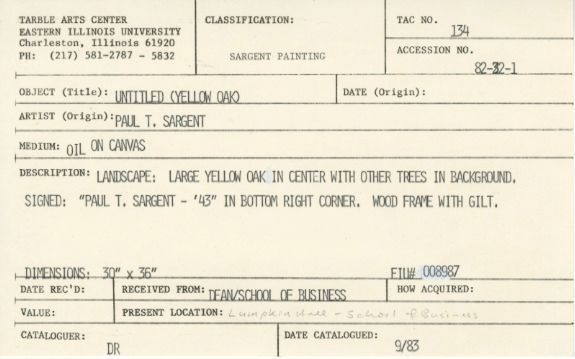 TARBLE ARTS CENTER
EASTERN ILLINOIS UNIVERSITY
Charleston, Illinois 61920
PH: (217) 581-2787 - 5832
CLASSIFICATION:
SARGENT PAINTING
TAC NO.
134
ACCESSION NO.
82-32-1
OBJECT (Title): UNTITLED (YELLOW OAK)
DATE (Origin):
ARTIST (Origin): PAUL T. SARGENT
MEDIUM: OIL ON CANVAS
DESCRIPTION: LANDSCAPE: LARGE YELLOW OAK IN CENTER WITH OTHER TREES IN BACKGROUND.
SIGNED: "PAUL T. SARGENT - '43" IN BOTTOM RIGHT CORNER. WOOD FRAME WITH GILT.
DIMENSIONS: 30" x 36"
EIU# 008987
DATE REC'D:
RECEIVED FROM: DEAN/SCHOOL OF BUSINESS
HOW ACQUIRED:
VALUE:
PRESENT LOCATION: Lumpkin Hall - School of Business
CATALOGUER:
DR
DATE CATALOGUED:
9/83